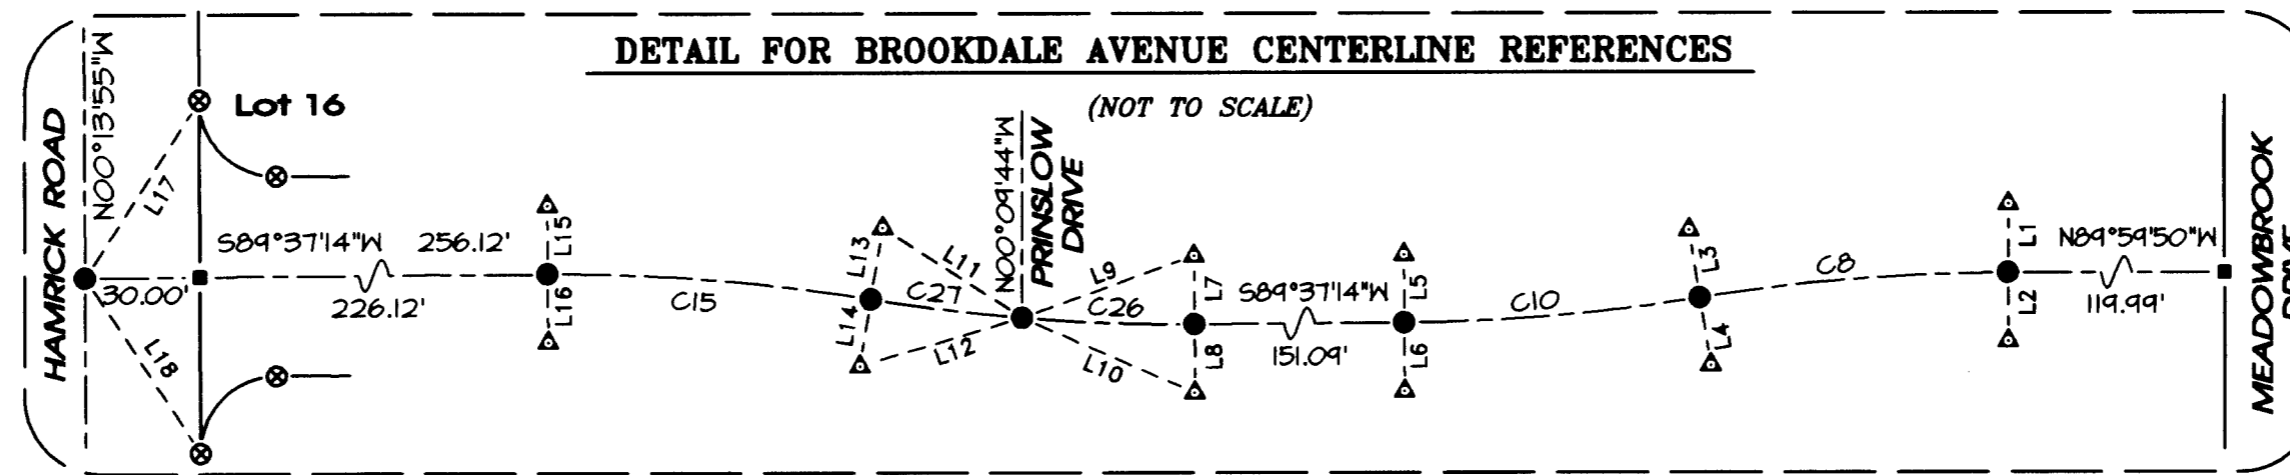 DETAIL FOR BROOKDALE AVENUE CENTERLINE REFERENCES
(NOT TO SCALE)
HAMRICK ROAD
N00°13'55"W
L17
Lot 16
L18
30.00'
S89°37'14"W 256.12'
226.12'
L15
L16
C15
L13
L14
C27
L11
L12
N00°09'44"W
PRINSLOW
DRIVE
L9
C26
L10
L7
L8
S89°37'14"W
151.09'
L5
L6
C10
L3
L4
C8
L1
L2
N89°59'50"W
119.99'
MEADOWBROOK
DRIVE